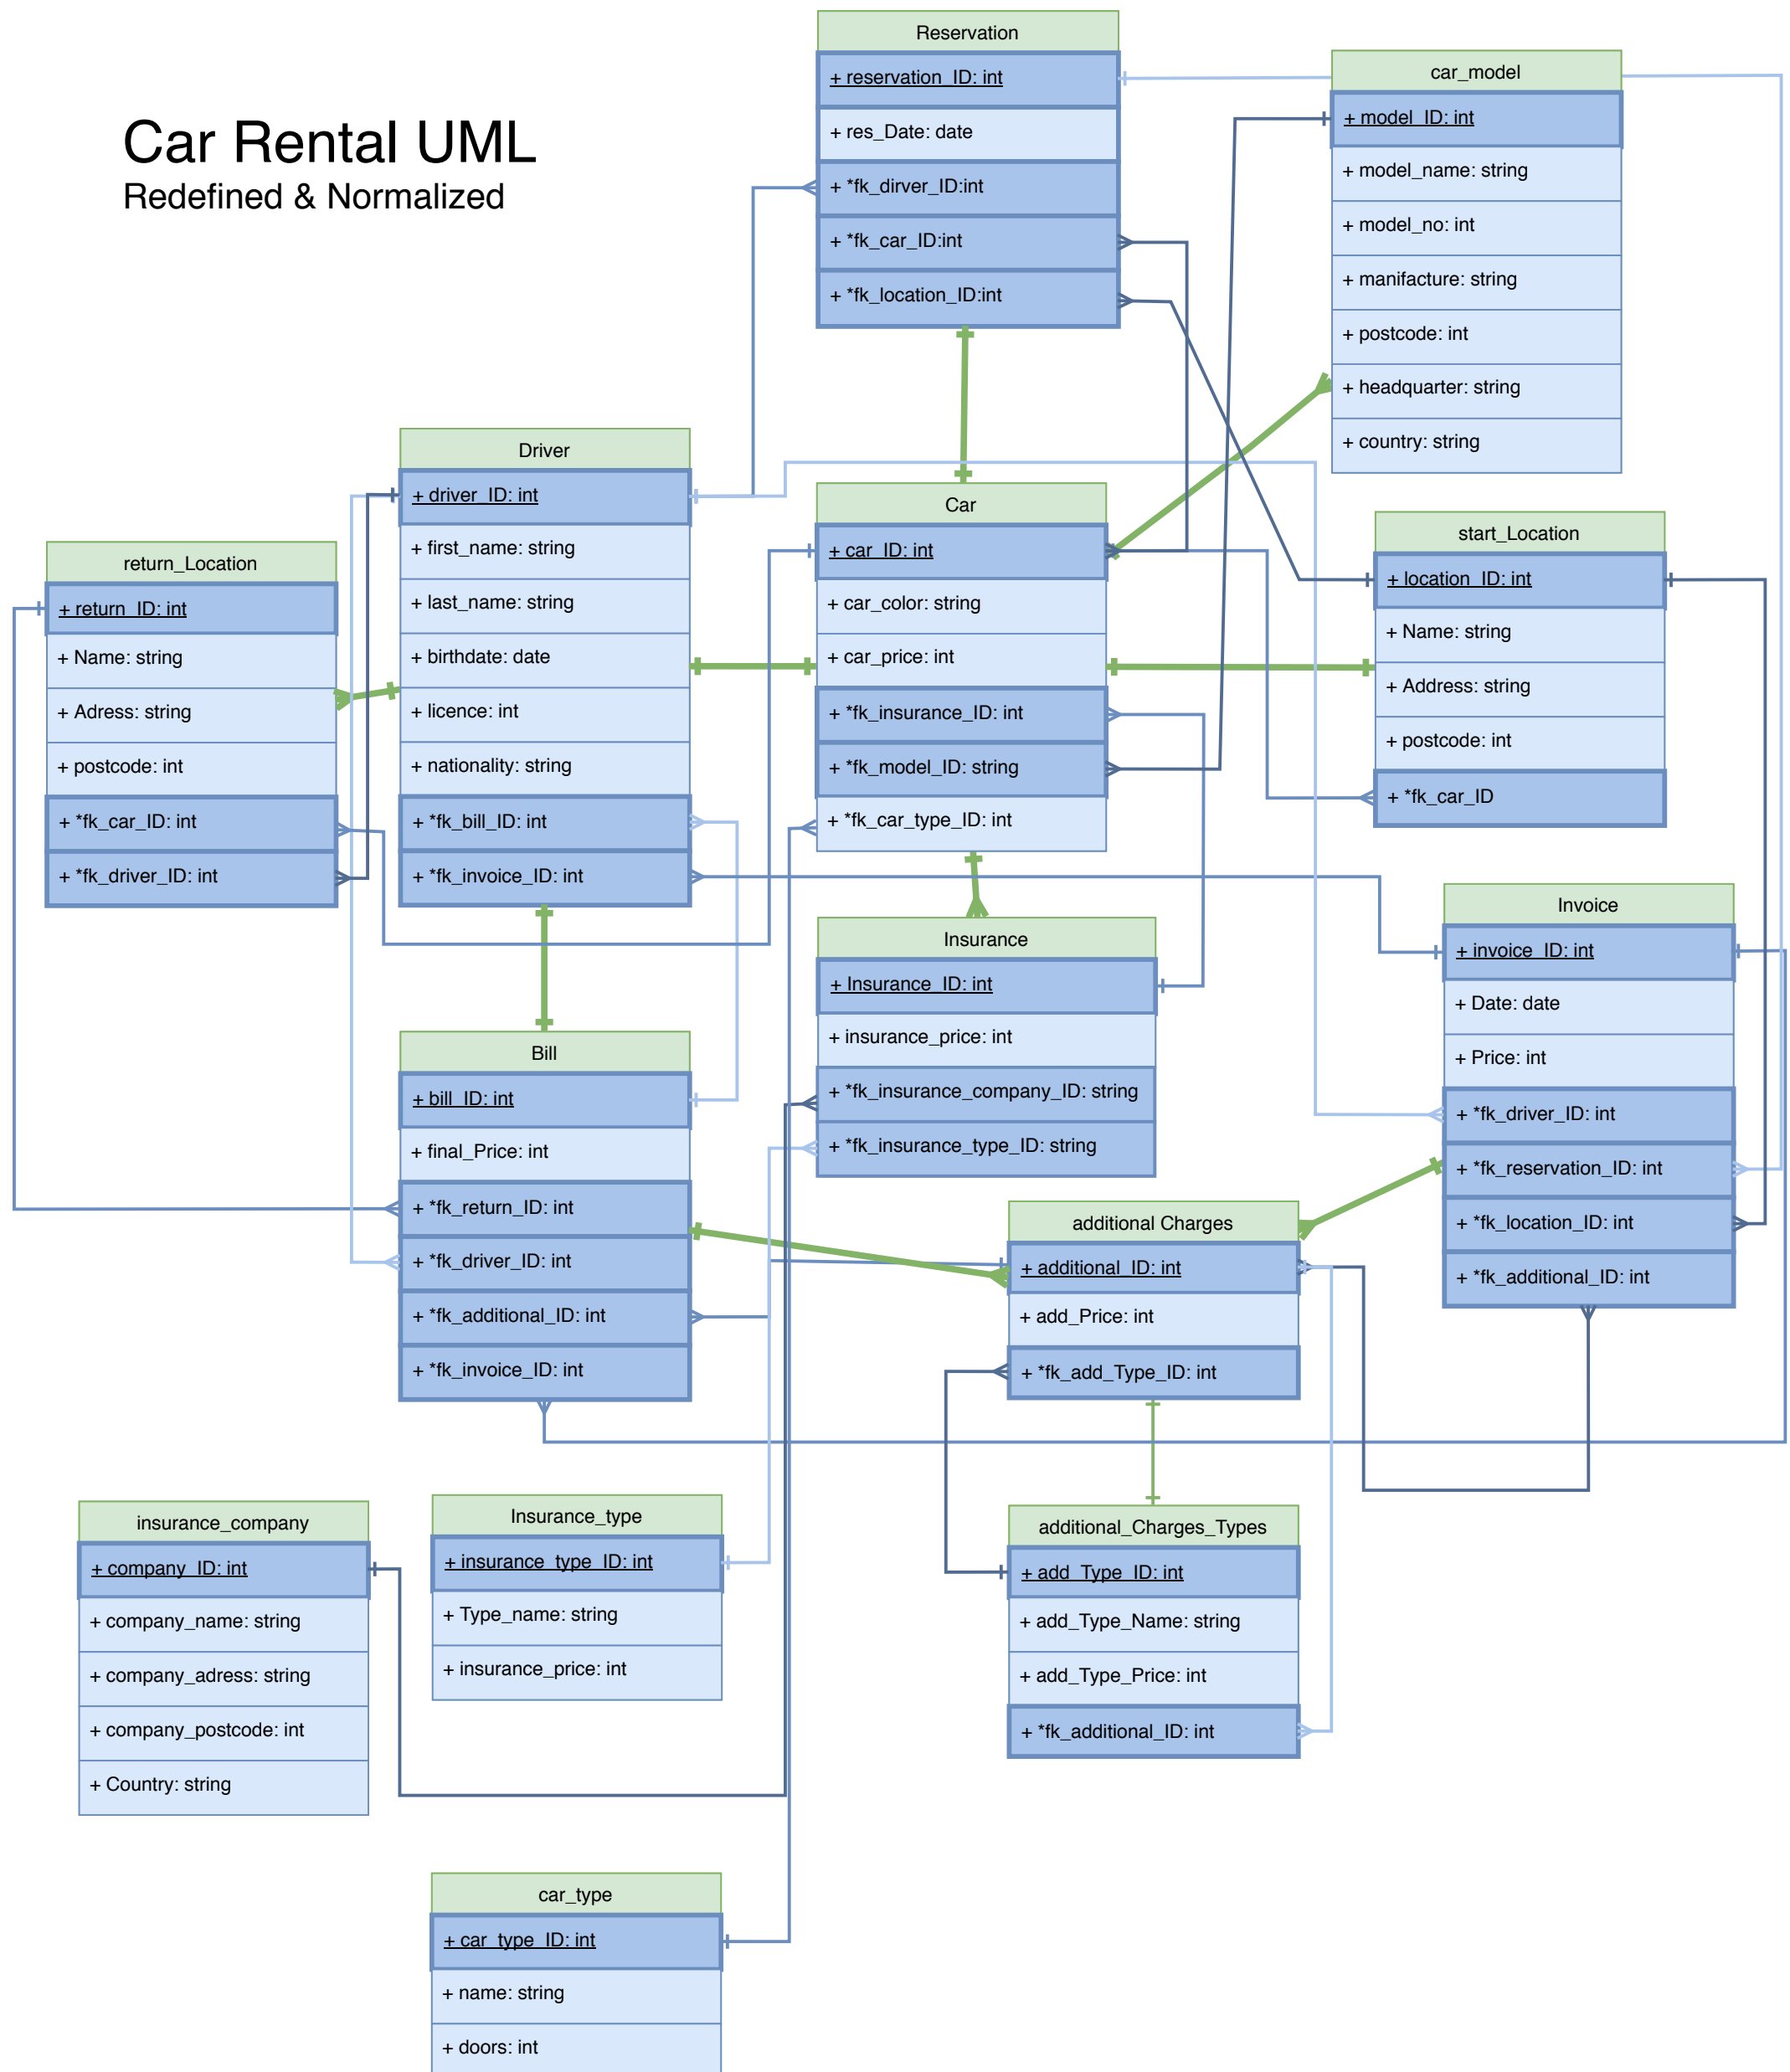 Car Rental UML
Redefined & Normalized
Reservation
+ reservation_ID: int
+ res_Date: date
+ *fk_dirver_ID:int
+ *fk_car_ID:int
+ *fk_location_ID:int
car_model
+ model_ID: int
+ model_name: string
+ model_no: int
+ manifacture: string
+ postcode: int
+ headquarter: string
+ country: string
Driver
+ driver_ID: int
+ first_name: string
+ last_name: string
+ birthdate: date
+ licence: int
+ nationality: string
+ *fk_bill_ID: int
+ *fk_invoice_ID: int
Car
+ car_ID: int
+ car_color: string
+ car_price: int
+ *fk_insurance_ID: int
+ *fk_model_ID: string
+ *fk_car_type_ID: int
start_Location
+ location_ID: int
+ Name: string
+ Address: string
+ postcode: int
+ *fk_car_ID
return_Location
+ return_ID: int
+ Name: string
+ Adress: string
+ postcode: int
+ *fk_car_ID: int
+ *fk_driver_ID: int
Insurance
+ Insurance_ID: int
+ insurance_price: int
+ *fk_insurance_company_ID: string
+ *fk_insurance_type_ID: string
Invoice
+ invoice_ID: int
+ Date: date
+ Price: int
+ *fk_driver_ID: int
+ *fk_reservation_ID: int
+ *fk_location_ID: int
+ *fk_additional_ID: int
Bill
+ bill_ID: int
+ final_Price: int
+ *fk_return_ID: int
+ *fk_driver_ID: int
+ *fk_additional_ID: int
+ *fk_invoice_ID: int
additional Charges
+ additional_ID: int
+ add_Price: int
+ *fk_add_Type_ID: int
insurance_company
+ company_ID: int
+ company_name: string
+ company_adress: string
+ company_postcode: int
+ Country: string
Insurance_type
+ insurance_type_ID: int
+ Type_name: string
+ insurance_price: int
additional_Charges_Types
+ add_Type_ID: int
+ add_Type_Name: string
+ add_Type_Price: int
+ *fk_additional_ID: int
car_type
+ car_type_ID: int
+ name: string
+ doors: int